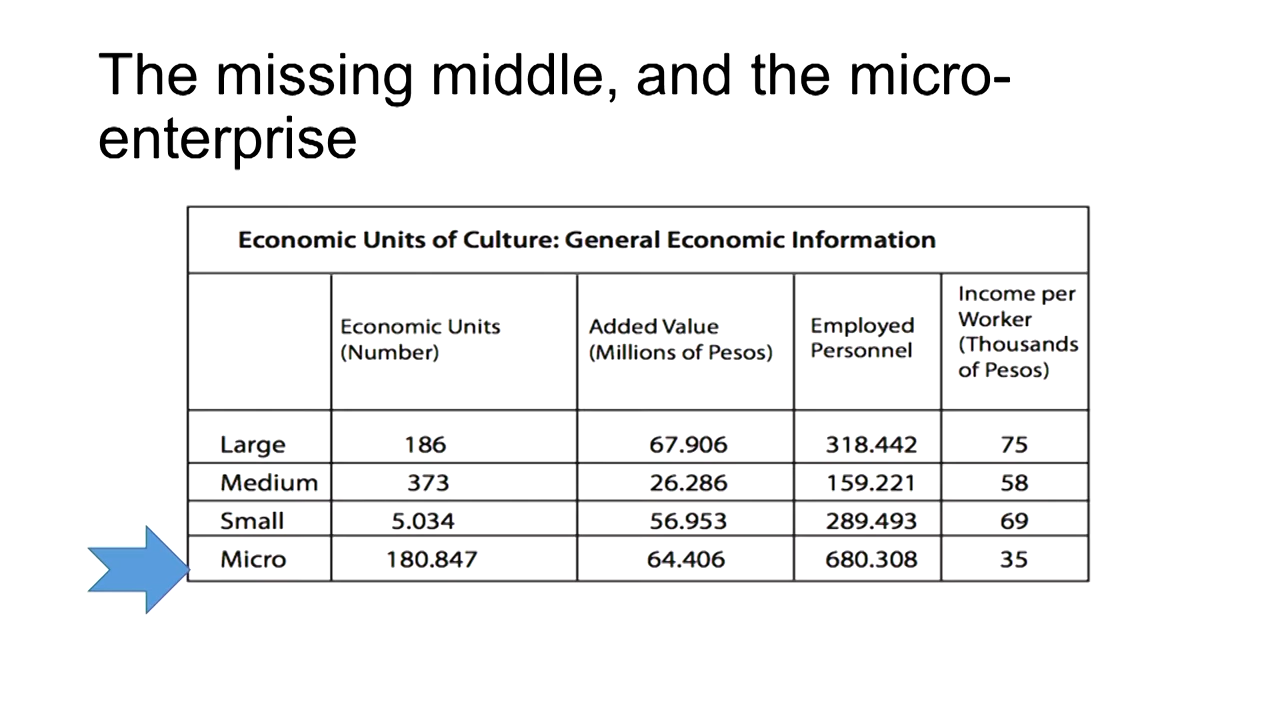 The missing middle, and the micro-
enterprise
Economic Units of Culture: General Economic Information
Economic Units
(Number)
Added Value
(Millions of Pesos)
Employed
Personnel
Income per
Worker
(Thousands
of Pesos)
Large 186 67.906 318.442 75
Medium 373 26.286 159.221 58
Small 5.034 56.953 289.493 69
Micro 180.847 64.406 680.308 35